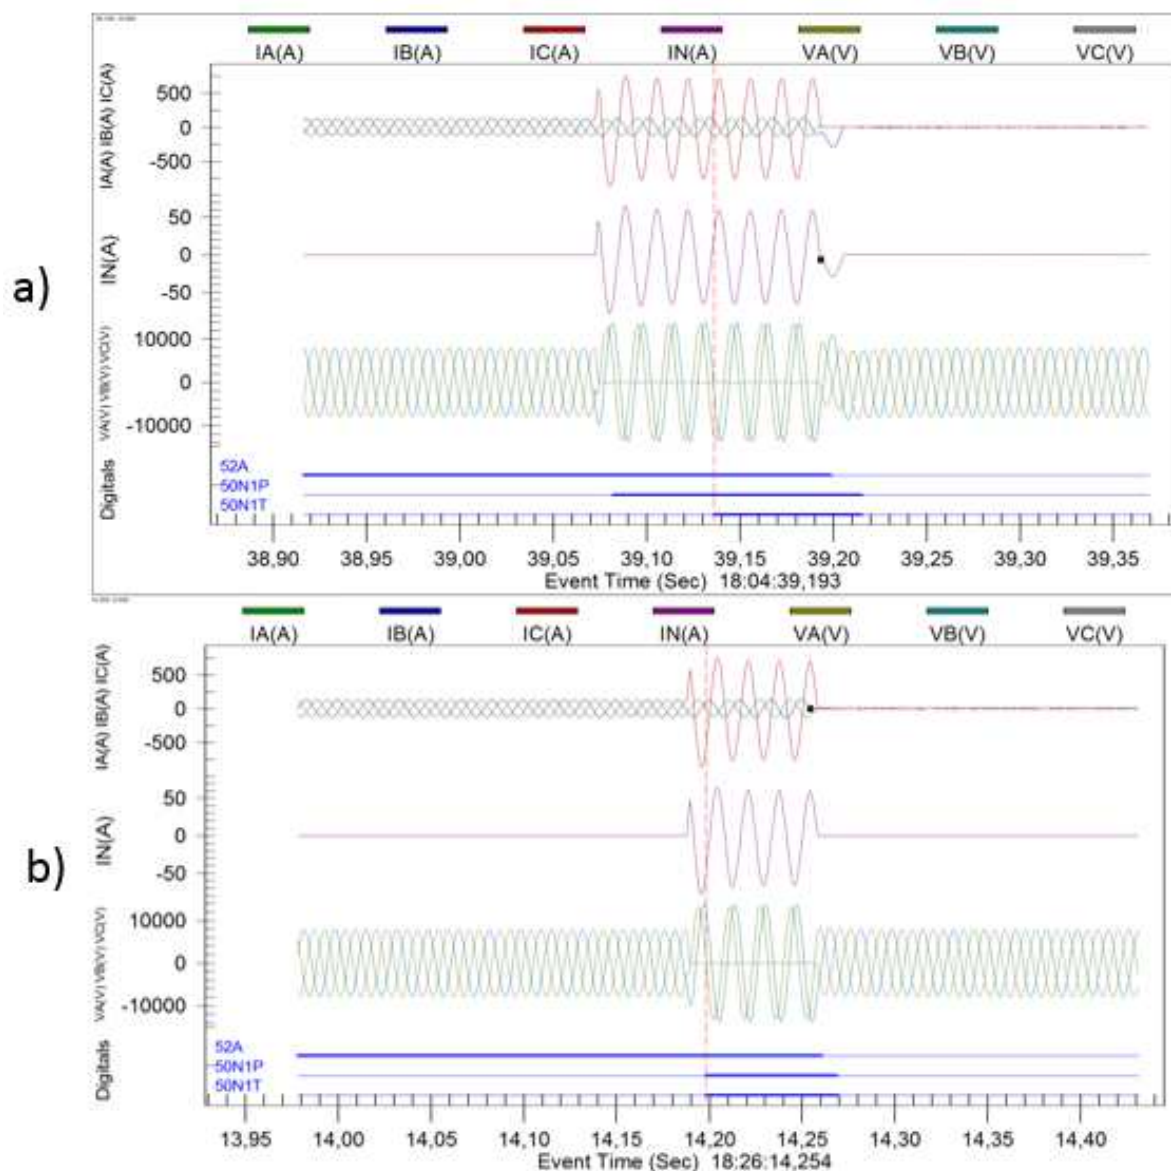 IA(A) IB(A) IC(A) IN(A) VA(V) VB(V) VC(V)
IA(A) IB(A) IC(A)
500
0
-500
a)
IN(A)
50
0
-50
VA(V) VB(V) VC(V)
10000
0
-10000
Digitals
52A
50N1P
50N1T
38,90 38,95 39,00 39,05 39,10 39,15 39,20 39,25 39,30 39,35
Event Time (Sec) 18:04:39,193
IA(A) IB(A) IC(A) IN(A) VA(V) VB(V) VC(V)
IA(A) IB(A) IC(A)
500
0
-500
b)
IN(A)
50
0
-50
VA(V) VB(V) VC(V)
10000
0
-10000
Digitals
52A
50N1P
50N1T
13,95 14,00 14,05 14,10 14,15 14,20 14,25 14,30 14,35 14,40
Event Time (Sec) 18:26:14,254